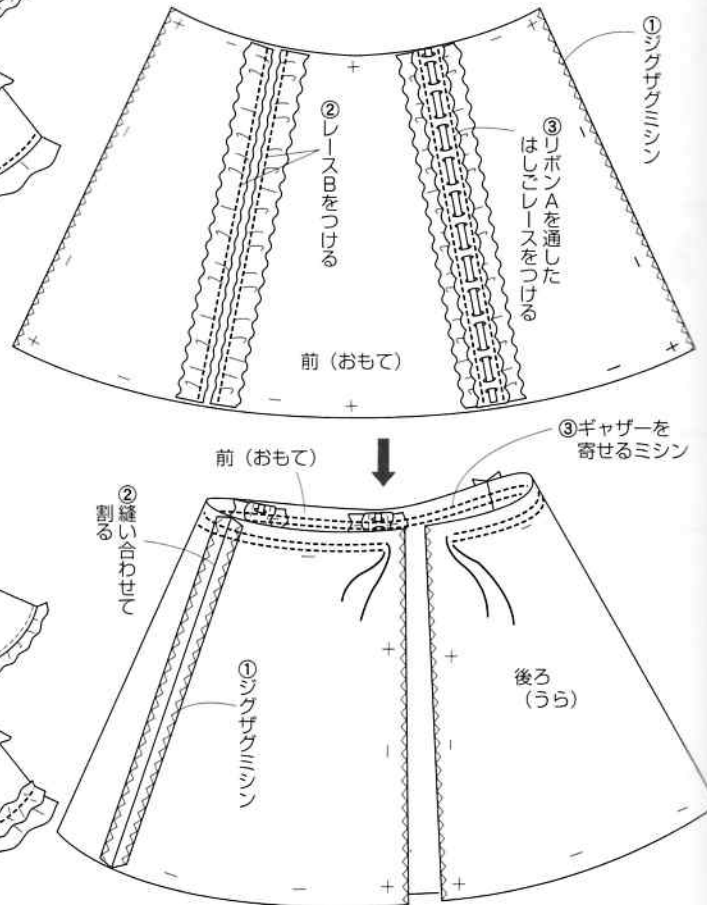 ①ジグザグミシン
②レースBをつける
③リボンAを通した
はしごレースをつける
前（おもて）
前（おもて）
③ギャザーを
寄せるミシン
②縫い合わせて
割る
①ジグザグミシン
後ろ
（うら）